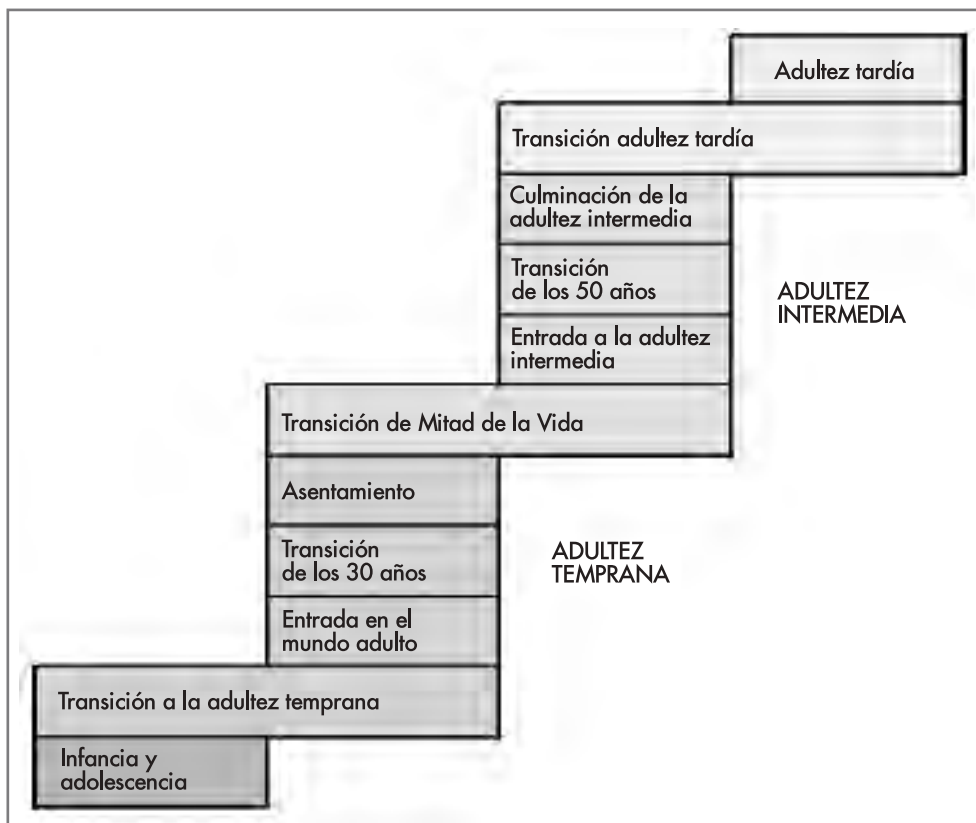 Adultez tardía
Transición adultez tardía
Culminación de la
adultez intermedia
Transición
de los 50 años
ADULTEZ
INTERMEDIA
Entrada a la adultez
intermedia
Transición de Mitad de la Vida
Asentamiento
Transición
de los 30 años
ADULTEZ
TEMPRANA
Entrada en el
mundo adulto
Transición a la adultez temprana
Infancia y
adolescencia